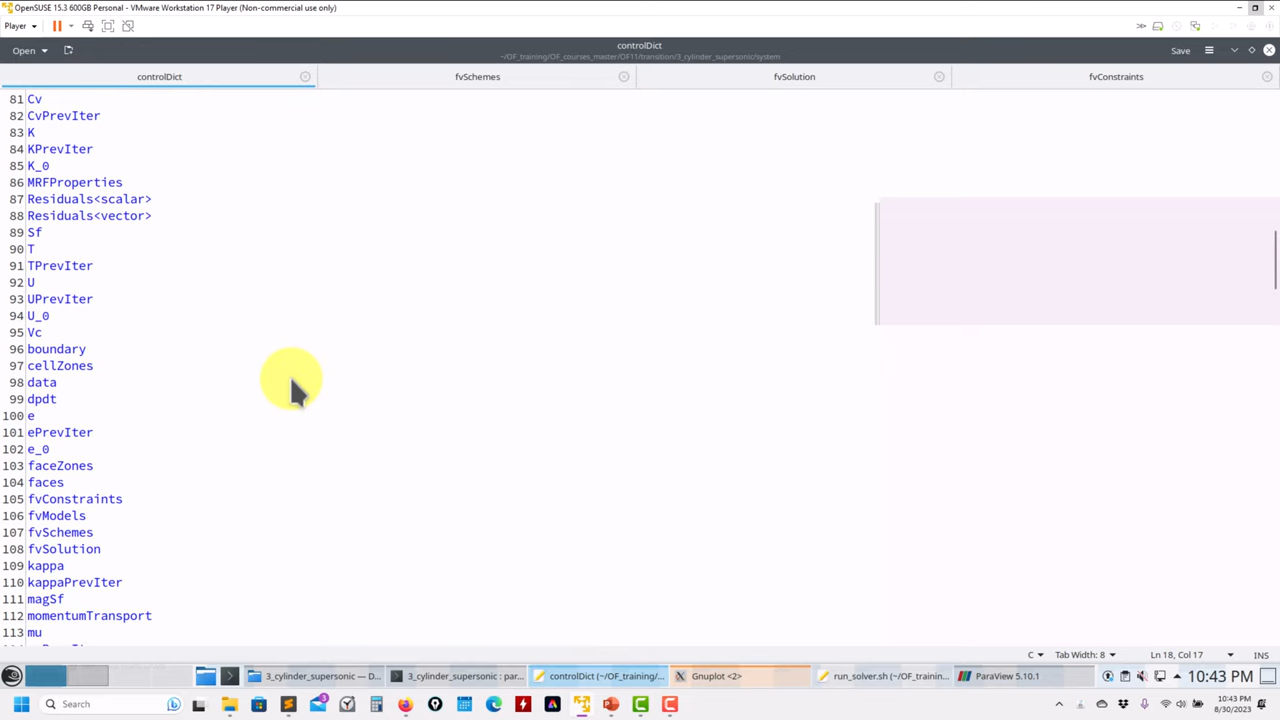 OpenSUSE 15.3 600GB Personal - VMware Workstation 17 Player (Non-commercial use only)
Player
Open
controlDict
~/OF_training/OF_courses_master/OF11/transition/3_cylinder_supersonic/system
Save
controlDict
fvSchemes
fvSolution
fvConstraints
81 Cv
82 CvPrevIter
83 K
84 KPrevIter
85 K_0
86 MRFProperties
87 Residuals<scalar>
88 Residuals<vector>
89 Sf
90 T
91 TPrevIter
92 U
93 UPrevIter
94 U_0
95 Vc
96 boundary
97 cellZones
98 data
99 dpdt
100 e
101 ePrevIter
102 e_0
103 faceZones
104 faces
105 fvConstraints
106 fvModels
107 fvSchemes
108 fvSolution
109 kappa
110 kappaPrevIter
111 magSf
112 momentumTransport
113 mu
C
Tab Width: 8
Ln 18, Col 17
INS
3_cylinder_supersonic — D...
3_cylinder_supersonic : par...
controlDict (~/OF_training/...
Gnuplot <2>
run_solver.sh (~/OF_trainin...
ParaView 5.10.1
10:43 PM
Search
3
10:43 PM
8/30/2023